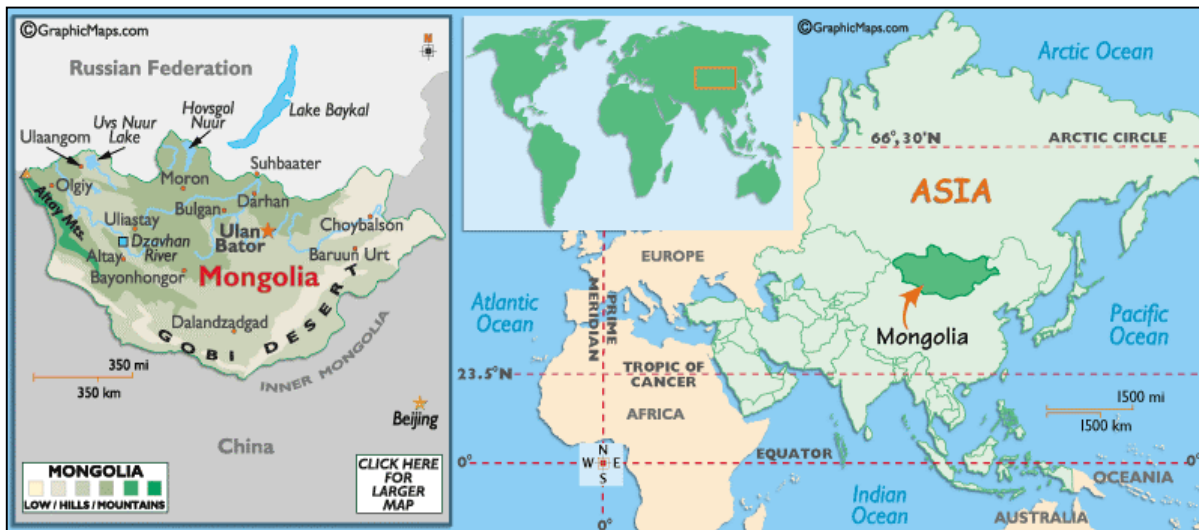 ©GraphicMaps.com
N
Russian Federation
Hovsgol
Nuur
Lake Baykal
Uvs Nuur
Lake
Ulaangom
Suhbaater
Olgiy
Moron
Darhan
Altay Mts.
Bulgan
Uliastay
Choybalson
Ulan
Bator
Dzavhan
River
Altay
Baruun Urt
Mongolia
Bayonhongor
Dalandzadgad
GOBI DESERT
INNER MONGOLIA
350 mi
350 km
Beijing
China
MONGOLIA
LOW / HILLS / MOUNTAINS
CLICK HERE
FOR
LARGER
MAP
©GraphicMaps.com
Arctic Ocean
66°, 30'N
ARCTIC CIRCLE
ASIA
EUROPE
Atlantic
Ocean
PRIME
MERIDIAN
Pacific
Ocean
Mongolia
23.5°N
TROPIC OF
CANCER
AFRICA
1500 mi
1500 km
EQUATOR
N
W E
S
0°
0°
0°
OCEANIA
Indian
Ocean
AUSTRALIA